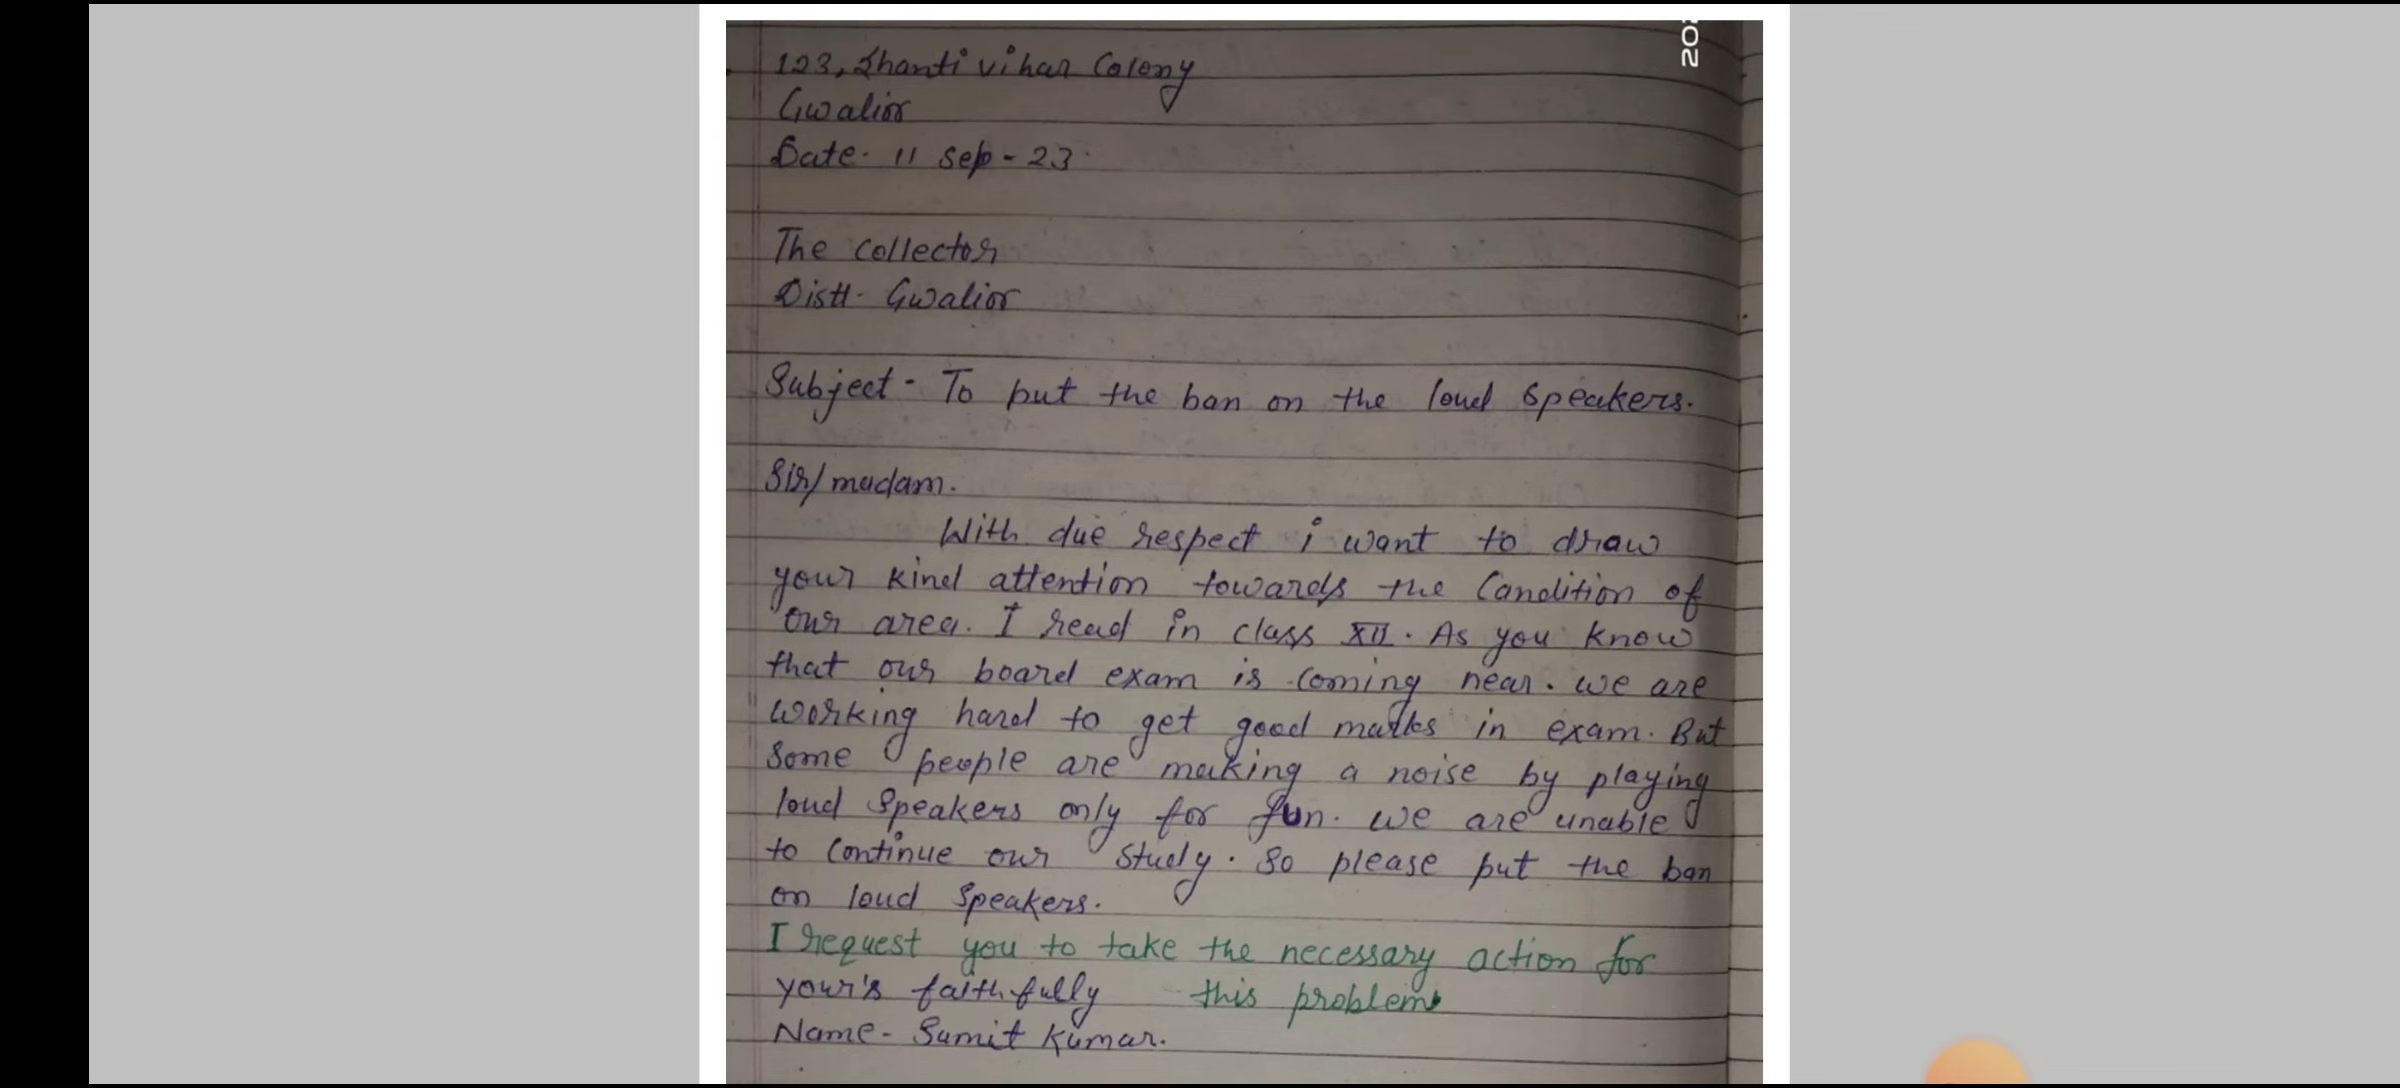 202
123, Shanti vihar Colony
Gwalior
Date- 11 Sep - 23.
The collector
Distt- Gwalior
Subject - To put the ban on the loud speakers.
Sir/madam.
With due respect i want to draw
your kind attention towards the Condition of
our area. I read in class XII. As you know
that our board exam is coming near. we are
working hard to get good marks in exam. But
some people are making a noise by playing
loud speakers only for fun. we are unable
to continue our study. So please put the ban
on loud speakers.
I request you to take the necessary action for
your's faithfully this problem
Name- Sumit Kumar.